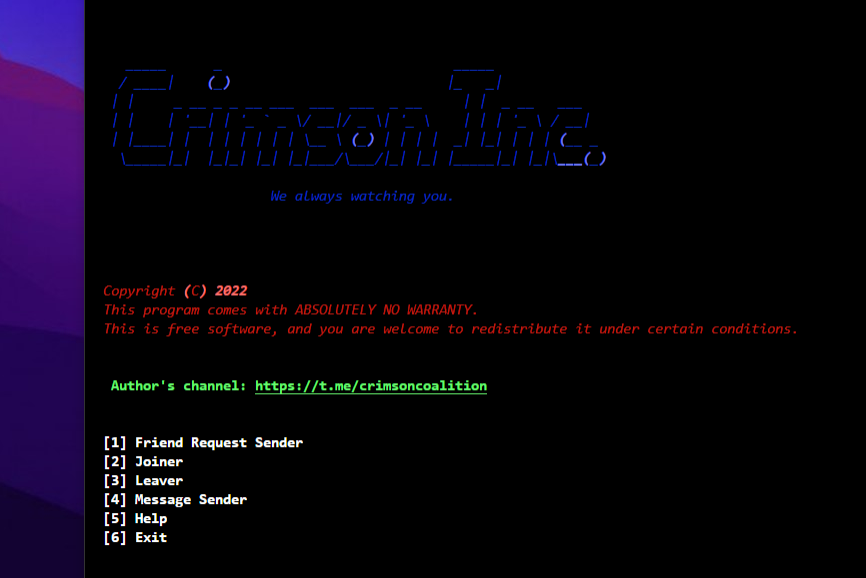 Crimson Inc.
We always watching you.
Copyright (C) 2022
This program comes with ABSOLUTELY NO WARRANTY.
This is free software, and you are welcome to redistribute it under certain conditions.
Author's channel: https://t.me/crimsoncoalition
[1] Friend Request Sender
[2] Joiner
[3] Leaver
[4] Message Sender
[5] Help
[6] Exit